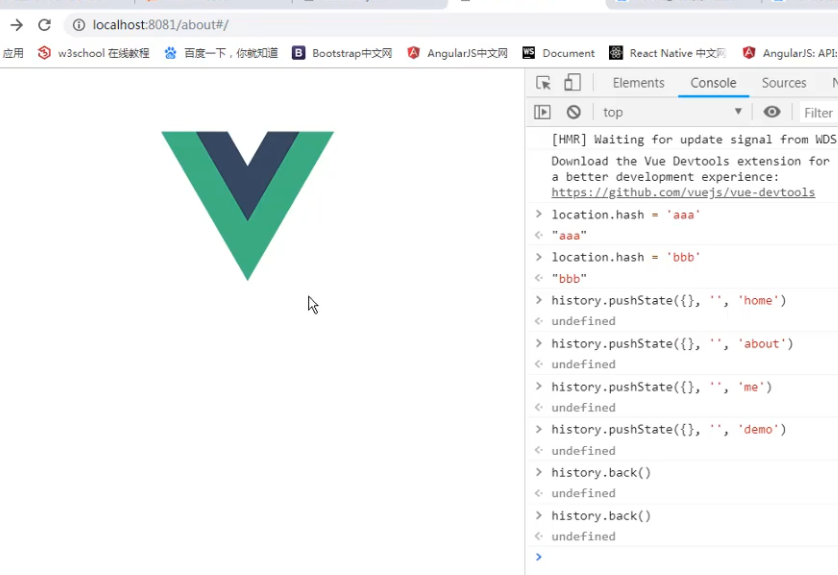 localhost:8081/about#/
应用 w3school 在线教程 百度一下，你就知道 B Bootstrap中文网 AngularJS中文网 WS Document React Native 中文网 AngularJS: API:
Elements Console Sources
top Filter
[HMR] Waiting for update signal from WDS
Download the Vue Devtools extension for
a better development experience:
https://github.com/vuejs/vue-devtools
> location.hash = 'aaa'
<· "aaa"
> location.hash = 'bbb'
<· "bbb"
> history.pushState({}, '', 'home')
<· undefined
> history.pushState({}, '', 'about')
<· undefined
> history.pushState({}, '', 'me')
<· undefined
> history.pushState({}, '', 'demo')
<· undefined
> history.back()
<· undefined
> history.back()
<· undefined
>